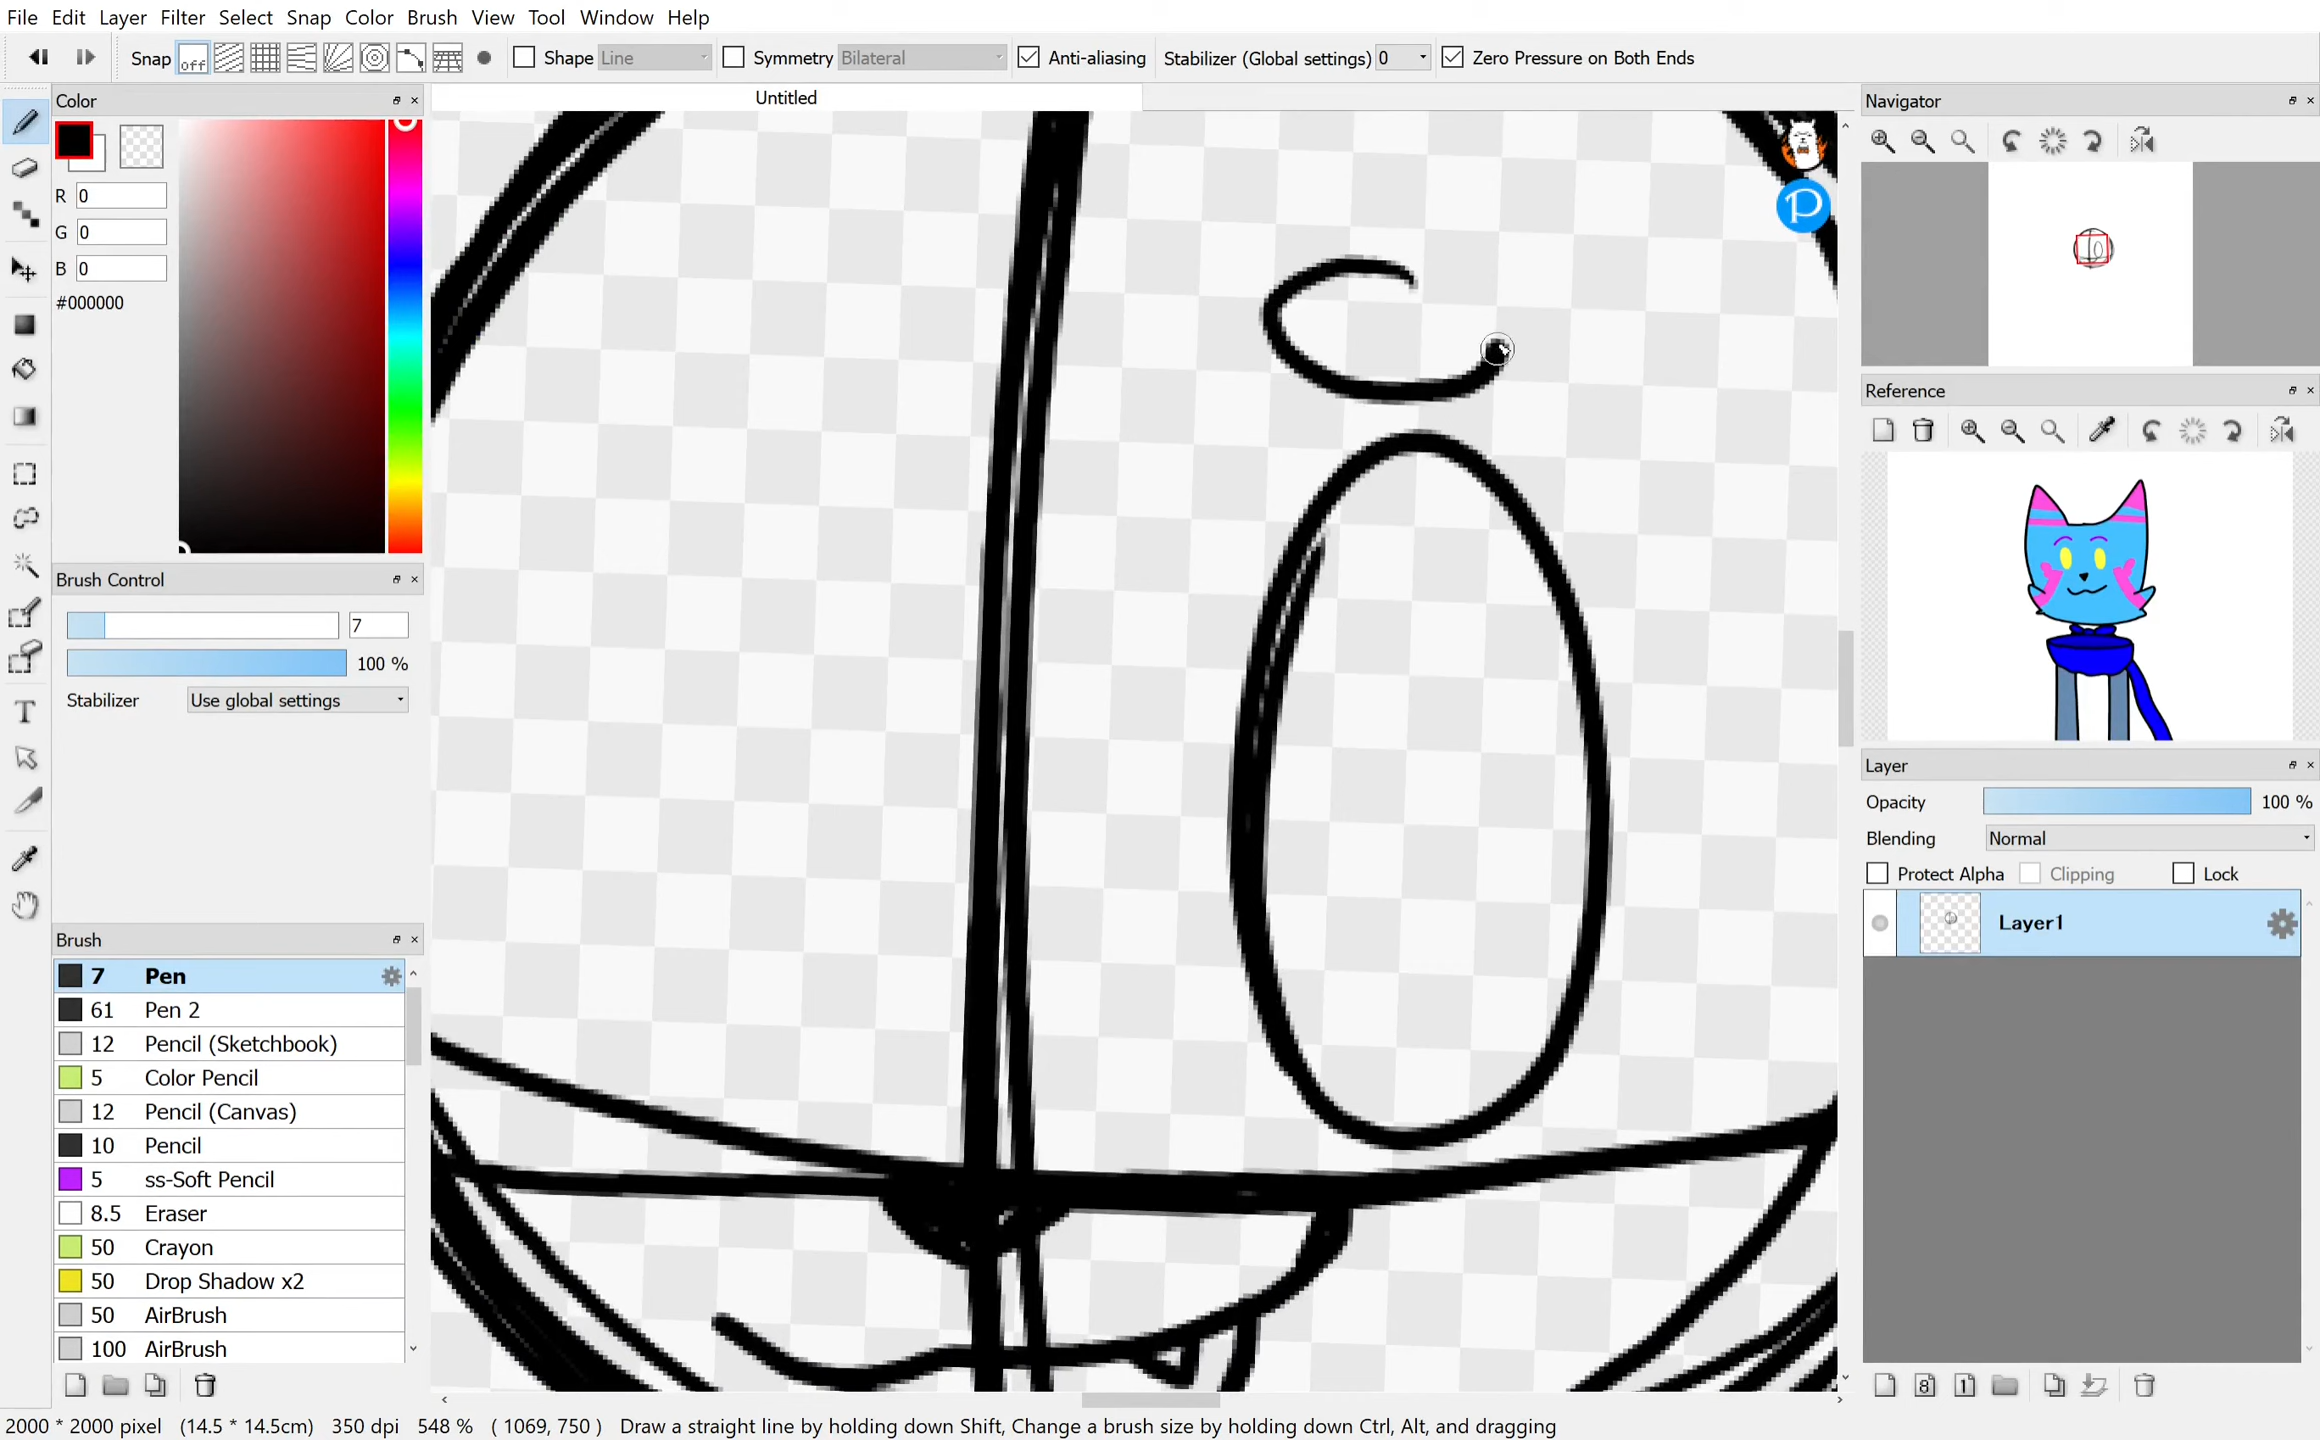 File Edit Layer Filter Select Snap Color Brush View Tool Window Help
Snap off Shape Line Symmetry Bilateral Anti-aliasing Stabilizer (Global settings) 0 Zero Pressure on Both Ends
Color
Untitled
Navigator
R 0
G 0
B 0
#000000
P
Reference
Brush Control
7
100 %
Stabilizer Use global settings
Layer
Opacity 100 %
Blending Normal
Protect Alpha Clipping Lock
Layer1
Brush
7 Pen
61 Pen 2
12 Pencil (Sketchbook)
5 Color Pencil
12 Pencil (Canvas)
10 Pencil
5 ss-Soft Pencil
8.5 Eraser
50 Crayon
50 Drop Shadow x2
50 AirBrush
100 AirBrush
8 1
2000 * 2000 pixel (14.5 * 14.5cm) 350 dpi 548 % ( 1069, 750 ) Draw a straight line by holding down Shift, Change a brush size by holding down Ctrl, Alt, and dragging